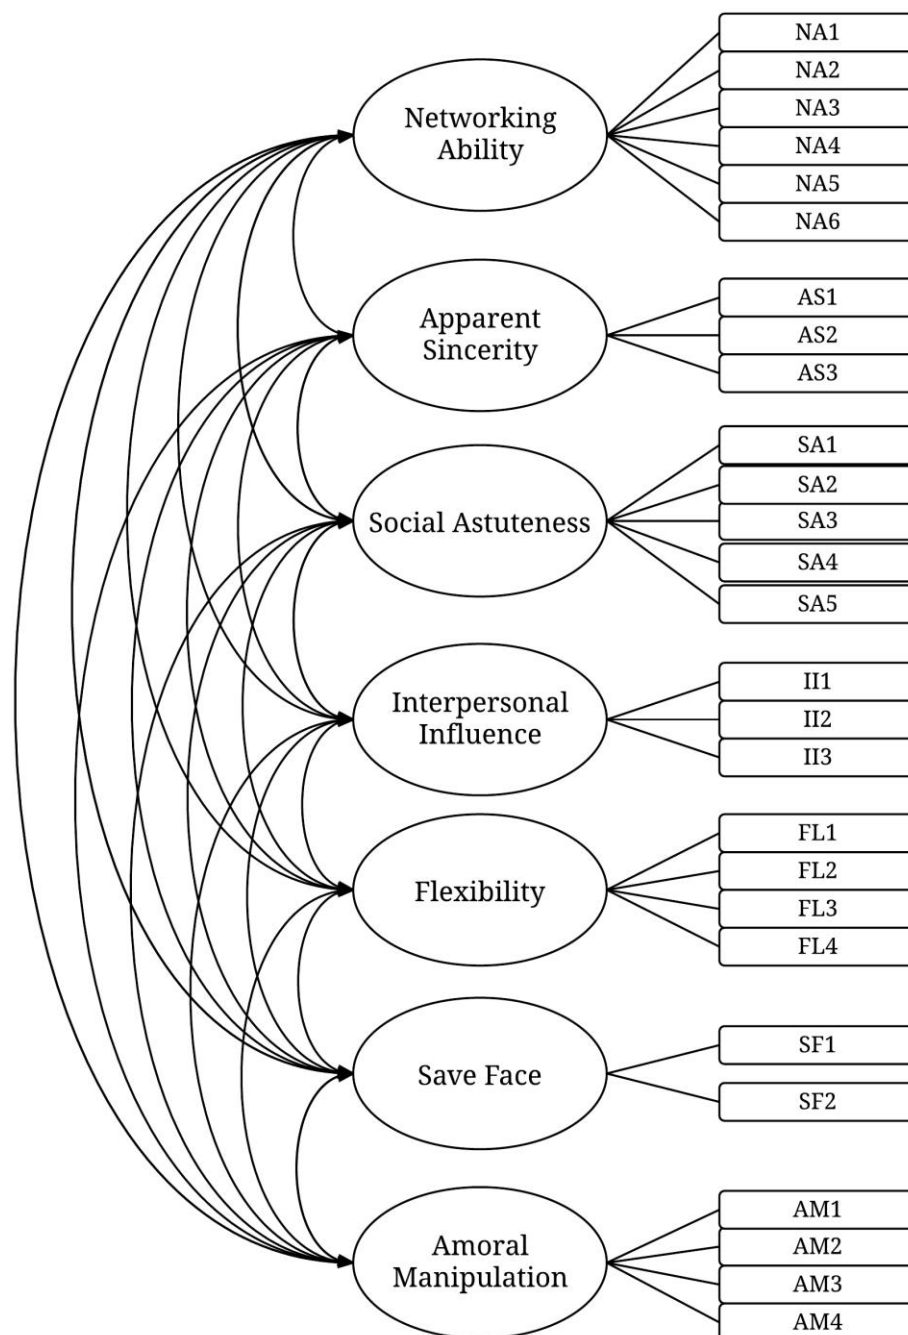 NA1
NA2
NA3
NA4
NA5
NA6
Networking
Ability
AS1
AS2
AS3
Apparent
Sincerity
SA1
SA2
SA3
SA4
SA5
Social Astuteness
II1
II2
II3
Interpersonal
Influence
FL1
FL2
FL3
FL4
Flexibility
SF1
SF2
Save Face
AM1
AM2
AM3
AM4
Amoral
Manipulation